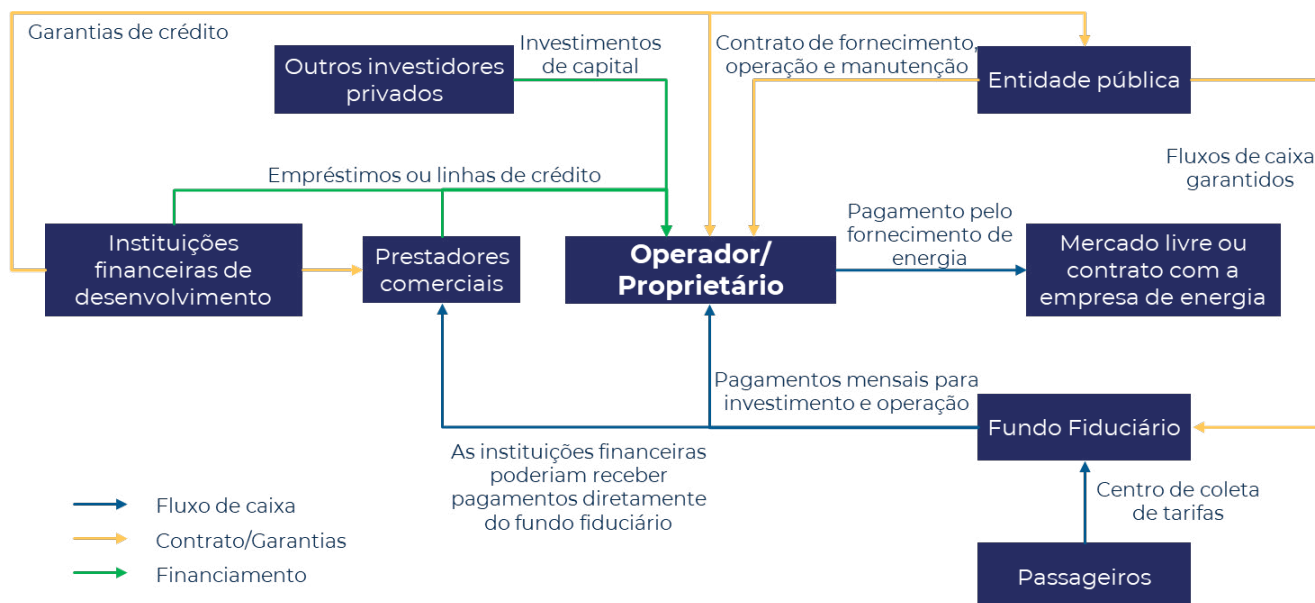 Garantias de crédito
Outros investidores
privados
Investimentos
de capital
Contrato de fornecimento,
operação e manutenção
Entidade pública
Fluxos de caixa
garantidos
Empréstimos ou linhas de crédito
Instituições
financeiras de
desenvolvimento
Prestadores
comerciais
Operador/
Proprietário
Pagamento pelo
fornecimento de
energia
Mercado livre ou
contrato com a
empresa de energia
Pagamentos mensais para
investimento e operação
Fundo Fiduciário
As instituições financeiras
poderiam receber
pagamentos diretamente
do fundo fiduciário
Centro de coleta
de tarifas
Passageiros
Fluxo de caixa
Contrato/Garantias
Financiamento